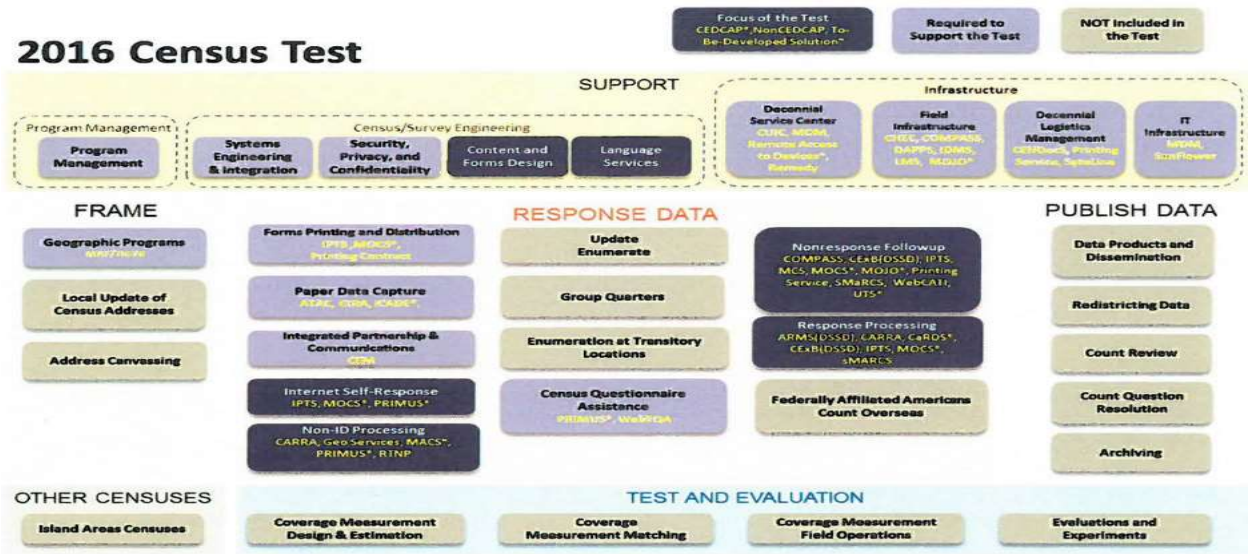 2016 Census Test
Focus of the Test
CEDCAP*, NonCEDCAP, To-
Be-Developed Solution~
Required to
Support the Test
NOT Included in
the Test
SUPPORT
Program Management
Program
Management
Census/Survey Engineering
Systems
Engineering
& Integration
Security,
Privacy, and
Confidentiality
Content and
Forms Design
Language
Services
Infrastructure
Decennial
Service Center
CUIC, MDM,
Remote Access
to Devices*,
Remedy
Field
Infrastructure
CHEC, COMPASS,
DAPPS, IDMS,
LMS, MOJO*
Decennial
Logistics
Management
CENDocS, Printing
Service, SyteLine
IT
Infrastructure
MDM,
SunFlower
FRAME
Geographic Programs
Local Update of
Census Addresses
Address Canvassing
RESPONSE DATA
Forms Printing and Distribution
IPTS, MOCS*,
Printing Contract
Paper Data Capture
ATAC, iCADE*,
Integrated Partnership &
Communications
Internet Self-Response
IPTS, MOCS*, PRIMUS*
Non-ID Processing
CARRA, Geo Services, MACS*,
PRIMUS*, RTNP
Update
Enumerate
Group Quarters
Enumeration at Transitory
Locations
Census Questionnaire
Assistance
PRIMUS*, WebFQA
Nonresponse Followup
COMPASS, CExB(DSSD), IPTS,
MCS, MOCS*, MOJO*, Printing
Service, SMaRCS, WebCATI,
UTS*
Response Processing
ARMS(DSSD), CARRA, CaRDS*,
CExB(DSSD), IPTS, MOCS*,
sMARCS
Federally Affiliated Americans
Count Overseas
PUBLISH DATA
Data Products and
Dissemination
Redistricting Data
Count Review
Count Question
Resolution
Archiving
OTHER CENSUSES
Island Areas Censuses
TEST AND EVALUATION
Coverage Measurement
Design & Estimation
Coverage
Measurement Matching
Coverage Measurement
Field Operations
Evaluations and
Experiments